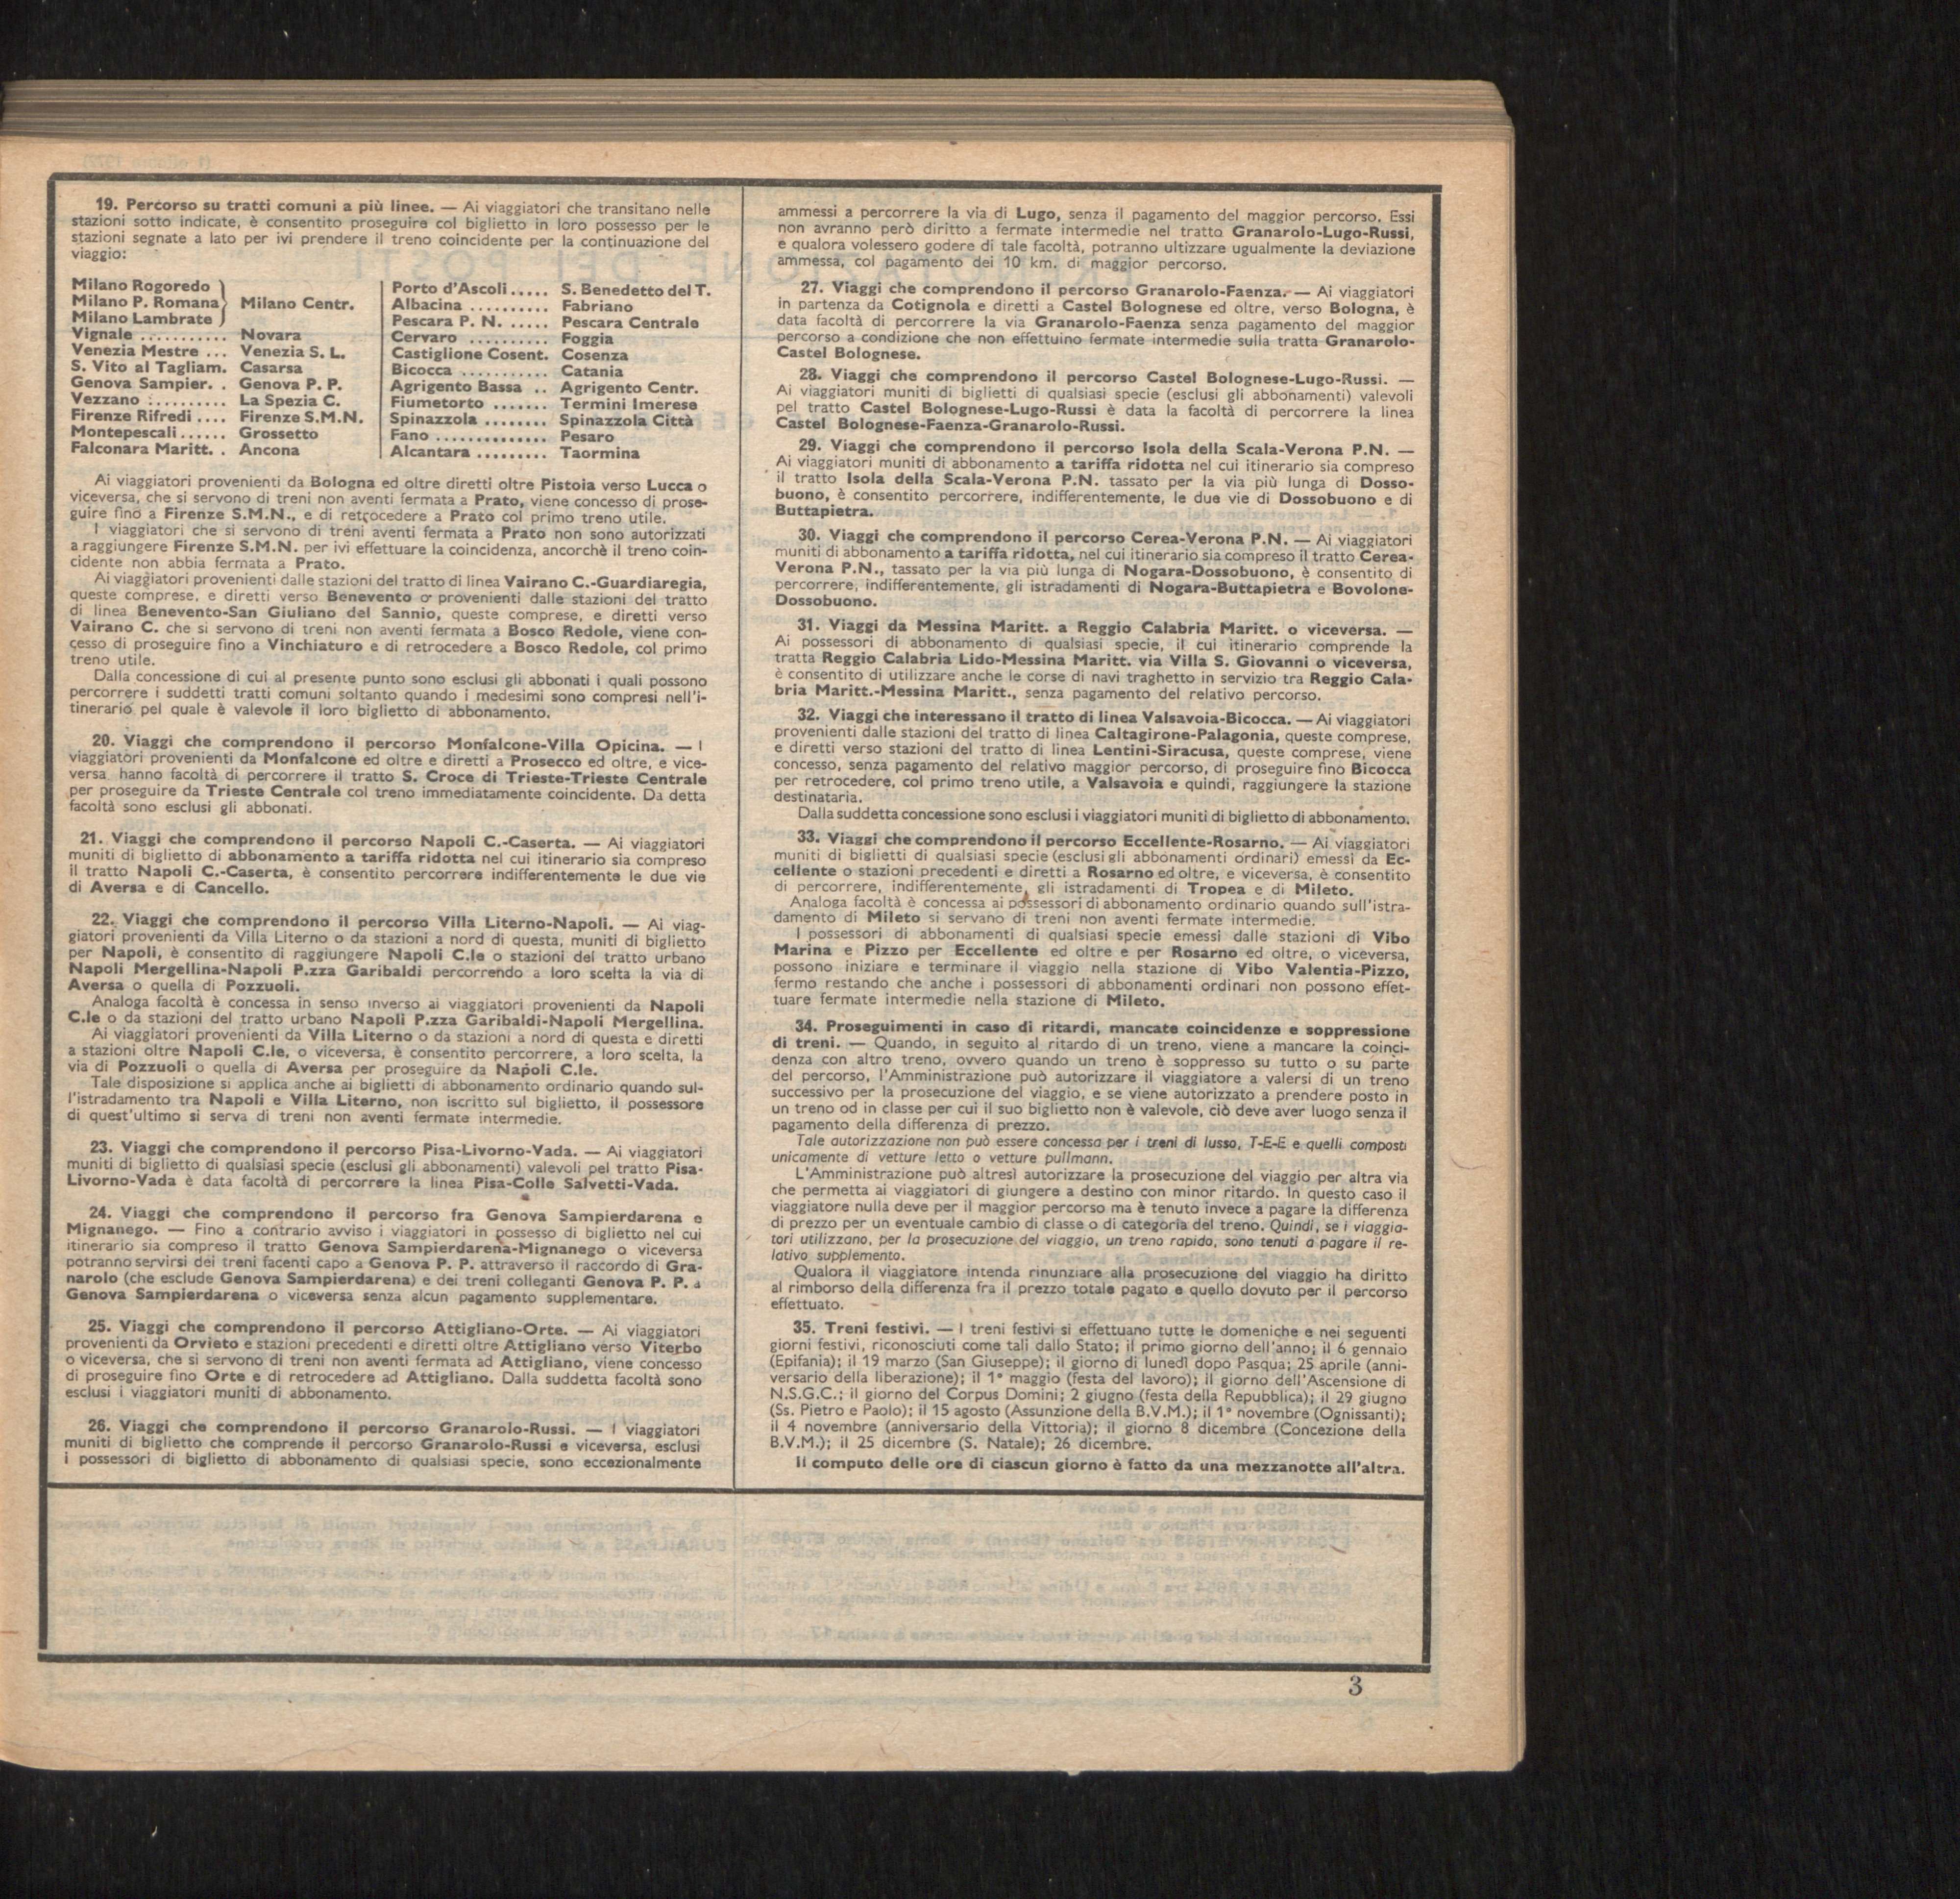 19. Percorso su tratti comuni a più linee. — Ai viaggiatori che transitano nelle
stazioni sotto indicate, è consentito proseguire col biglietto in loro possesso per le
stazioni segnate a lato per ivi prendere il treno coincidente per la continuazione del
viaggio:
Milano Rogoredo
Milano P. Romana } Milano Centr.
Milano Lambrate
Vignale ........... Novara
Venezia Mestre ... Venezia S. L.
S. Vito al Tagliam. Casarsa
Genova Sampier. . Genova P. P.
Vezzano .......... La Spezia C.
Firenze Rifredi .... Firenze S.M.N.
Montepescali...... Grossetto
Falconara Maritt. . Ancona
Porto d'Ascoli..... S. Benedetto del T.
Albacina .......... Fabriano
Pescara P. N. ..... Pescara Centrale
Cervaro .......... Foggia
Castiglione Cosent. Cosenza
Bicocca ........... Catania
Agrigento Bassa .. Agrigento Centr.
Fiumetorto ....... Termini Imerese
Spinazzola ........ Spinazzola Città
Fano ............. Pesaro
Alcantara ......... Taormina
Ai viaggiatori provenienti da Bologna ed oltre diretti oltre Pistoia verso Lucca o
viceversa, che si servono di treni non aventi fermata a Prato, viene concesso di prose-
guire fino a Firenze S.M.N., e di retrocedere a Prato col primo treno utile.
I viaggiatori che si servono di treni aventi fermata a Prato non sono autorizzati
a raggiungere Firenze S.M.N. per ivi effettuare la coincidenza, ancorchè il treno coin-
cidente non abbia fermata a Prato.
Ai viaggiatori provenienti dalle stazioni del tratto di linea Vairano C.-Guardiaregia,
queste comprese, e diretti verso Benevento o provenienti dalle stazioni del tratto
di linea Benevento-San Giuliano del Sannio, queste comprese, e diretti verso
Vairano C. che si servono di treni non aventi fermata a Bosco Redole, viene con-
cesso di proseguire fino a Vinchiaturo e di retrocedere a Bosco Redole, col primo
treno utile.
Dalla concessione di cui al presente punto sono esclusi gli abbonati i quali possono
percorrere i suddetti tratti comuni soltanto quando i medesimi sono compresi nell'i-
tinerario pel quale è valevole il loro biglietto di abbonamento.
20. Viaggi che comprendono il percorso Monfalcone-Villa Opicina. — I
viaggiatori provenienti da Monfalcone ed oltre e diretti a Prosecco ed oltre, e vice-
versa hanno facoltà di percorrere il tratto S. Croce di Trieste-Trieste Centrale
per proseguire da Trieste Centrale col treno immediatamente coincidente. Da detta
facoltà sono esclusi gli abbonati.
21. Viaggi che comprendono il percorso Napoli C.-Caserta. — Ai viaggiatori
muniti di biglietto di abbonamento a tariffa ridotta nel cui itinerario sia compreso
il tratto Napoli C.-Caserta, è consentito percorrere indifferentemente le due vie
di Aversa e di Cancello.
22. Viaggi che comprendono il percorso Villa Literno-Napoli. — Ai viag-
giatori provenienti da Villa Literno o da stazioni a nord di questa, muniti di biglietto
per Napoli, è consentito di raggiungere Napoli C.le o stazioni del tratto urbano
Napoli Mergellina-Napoli P.zza Garibaldi percorrendo a loro scelta la via di
Aversa o quella di Pozzuoli.
Analoga facoltà è concessa in senso inverso ai viaggiatori provenienti da Napoli
C.le o da stazioni del tratto urbano Napoli P.zza Garibaldi-Napoli Mergellina.
Ai viaggiatori provenienti da Villa Literno o da stazioni a nord di questa e diretti
a stazioni oltre Napoli C.le, o viceversa, è consentito percorrere, a loro scelta, la
via di Pozzuoli o quella di Aversa per proseguire da Napoli C.le.
Tale disposizione si applica anche ai biglietti di abbonamento ordinario quando sul-
l'istradamento tra Napoli e Villa Literno, non iscritto sul biglietto, il possessore
di quest'ultimo si serva di treni non aventi fermate intermedie.
23. Viaggi che comprendono il percorso Pisa-Livorno-Vada. — Ai viaggiatori
muniti di biglietto di qualsiasi specie (esclusi gli abbonamenti) valevoli pel tratto Pisa-
Livorno-Vada è data facoltà di percorrere la linea Pisa-Colle Salvetti-Vada.
24. Viaggi che comprendono il percorso fra Genova Sampierdarena e
Mignanego. — Fino a contrario avviso i viaggiatori in possesso di biglietto nel cui
itinerario sia compreso il tratto Genova Sampierdarena-Mignanego o viceversa
potranno servirsi dei treni facenti capo a Genova P. P. attraverso il raccordo di Gra-
narolo (che esclude Genova Sampierdarena) e dei treni colleganti Genova P. P. a
Genova Sampierdarena o viceversa senza alcun pagamento supplementare.
25. Viaggi che comprendono il percorso Attigliano-Orte. — Ai viaggiatori
provenienti da Orvieto e stazioni precedenti e diretti oltre Attigliano verso Viterbo
o viceversa, che si servono di treni non aventi fermata ad Attigliano, viene concesso
di proseguire fino Orte e di retrocedere ad Attigliano. Dalla suddetta facoltà sono
esclusi i viaggiatori muniti di abbonamento.
26. Viaggi che comprendono il percorso Granarolo-Russi. — I viaggiatori
muniti di biglietto che comprende il percorso Granarolo-Russi e viceversa, esclusi
i possessori di biglietto di abbonamento di qualsiasi specie, sono eccezionalmente
ammessi a percorrere la via di Lugo, senza il pagamento del maggior percorso. Essi
non avranno però diritto a fermate intermedie nel tratto Granarolo-Lugo-Russi,
e qualora volessero godere di tale facoltà, potranno ultizzare ugualmente la deviazione
ammessa, col pagamento dei 10 km. di maggior percorso.
27. Viaggi che comprendono il percorso Granarolo-Faenza. — Ai viaggiatori
in partenza da Cotignola e diretti a Castel Bolognese ed oltre, verso Bologna, è
data facoltà di percorrere la via Granarolo-Faenza senza pagamento del maggior
percorso a condizione che non effettuino fermate intermedie sulla tratta Granarolo-
Castel Bolognese.
28. Viaggi che comprendono il percorso Castel Bolognese-Lugo-Russi. —
Ai viaggiatori muniti di biglietti di qualsiasi specie (esclusi gli abbonamenti) valevoli
pel tratto Castel Bolognese-Lugo-Russi è data la facoltà di percorrere la linea
Castel Bolognese-Faenza-Granarolo-Russi.
29. Viaggi che comprendono il percorso Isola della Scala-Verona P.N. —
Ai viaggiatori muniti di abbonamento a tariffa ridotta nel cui itinerario sia compreso
il tratto Isola della Scala-Verona P.N. tassato per la via più lunga di Dosso-
buono, è consentito percorrere, indifferentemente, le due vie di Dossobuono e di
Buttapietra.
30. Viaggi che comprendono il percorso Cerea-Verona P.N. — Ai viaggiatori
muniti di abbonamento a tariffa ridotta, nel cui itinerario sia compreso il tratto Cerea-
Verona P.N., tassato per la via più lunga di Nogara-Dossobuono, è consentito di
percorrere, indifferentemente, gli istradamenti di Nogara-Buttapietra e Bovolone-
Dossobuono.
31. Viaggi da Messina Maritt. a Reggio Calabria Maritt. o viceversa. —
Ai possessori di abbonamento di qualsiasi specie, il cui itinerario comprende la
tratta Reggio Calabria Lido-Messina Maritt. via Villa S. Giovanni o viceversa,
è consentito di utilizzare anche le corse di navi traghetto in servizio tra Reggio Cala-
bria Maritt.-Messina Maritt., senza pagamento del relativo percorso.
32. Viaggi che interessano il tratto di linea Valsavoia-Bicocca. — Ai viaggiatori
provenienti dalle stazioni del tratto di linea Caltagirone-Palagonia, queste comprese,
e diretti verso stazioni del tratto di linea Lentini-Siracusa, queste comprese, viene
concesso, senza pagamento del relativo maggior percorso, di proseguire fino Bicocca
per retrocedere, col primo treno utile, a Valsavoia e quindi, raggiungere la stazione
destinataria.
Dalla suddetta concessione sono esclusi i viaggiatori muniti di biglietto di abbonamento.
33. Viaggi che comprendono il percorso Eccellente-Rosarno. — Ai viaggiatori
muniti di biglietti di qualsiasi specie (esclusi gli abbonamenti ordinari) emessi da Ec-
cellente o stazioni precedenti e diretti a Rosarno ed oltre, e viceversa, è consentito
di percorrere, indifferentemente, gli istradamenti di Tropea e di Mileto.
Analoga facoltà è concessa ai possessori di abbonamento ordinario quando sull'istra-
damento di Mileto si servano di treni non aventi fermate intermedie.
I possessori di abbonamenti di qualsiasi specie emessi dalle stazioni di Vibo
Marina e Pizzo per Eccellente ed oltre e per Rosarno ed oltre, o viceversa,
possono iniziare e terminare il viaggio nella stazione di Vibo Valentia-Pizzo,
fermo restando che anche i possessori di abbonamenti ordinari non possono effet-
tuare fermate intermedie nella stazione di Mileto.
34. Proseguimenti in caso di ritardi, mancate coincidenze e soppressione
di treni. — Quando, in seguito al ritardo di un treno, viene a mancare la coinci-
denza con altro treno, ovvero quando un treno è soppresso su tutto o su parte
del percorso, l'Amministrazione può autorizzare il viaggiatore a valersi di un treno
successivo per la prosecuzione del viaggio, e se viene autorizzato a prendere posto in
un treno od in classe per cui il suo biglietto non è valevole, ciò deve aver luogo senza il
pagamento della differenza di prezzo.
Tale autorizzazione non può essere concessa per i treni di lusso, T-E-E e quelli composti
unicamente di vetture letto o vetture pullmann.
L'Amministrazione può altresì autorizzare la prosecuzione del viaggio per altra via
che permetta ai viaggiatori di giungere a destino con minor ritardo. In questo caso il
viaggiatore nulla deve per il maggior percorso ma è tenuto invece a pagare la differenza
di prezzo per un eventuale cambio di classe o di categoria del treno. Quindi, se i viaggia-
tori utilizzano, per la prosecuzione del viaggio, un treno rapido, sono tenuti a pagare il re-
lativo supplemento.
Qualora il viaggiatore intenda rinunziare alla prosecuzione del viaggio ha diritto
al rimborso della differenza fra il prezzo totale pagato e quello dovuto per il percorso
effettuato.
35. Treni festivi. — I treni festivi si effettuano tutte le domeniche e nei seguenti
giorni festivi, riconosciuti come tali dallo Stato; il primo giorno dell'anno; il 6 gennaio
(Epifania); il 19 marzo (San Giuseppe); il giorno di lunedì dopo Pasqua; 25 aprile (anni-
versario della liberazione); il 1° maggio (festa del lavoro); il giorno dell'Ascensione di
N.S.G.C.; il giorno del Corpus Domini; 2 giugno (festa della Repubblica); il 29 giugno
(Ss. Pietro e Paolo); il 15 agosto (Assunzione della B.V.M.); il 1° novembre (Ognissanti);
il 4 novembre (anniversario della Vittoria); il giorno 8 dicembre (Concezione della
B.V.M.); il 25 dicembre (S. Natale); 26 dicembre.
Il computo delle ore di ciascun giorno è fatto da una mezzanotte all'altra.
3